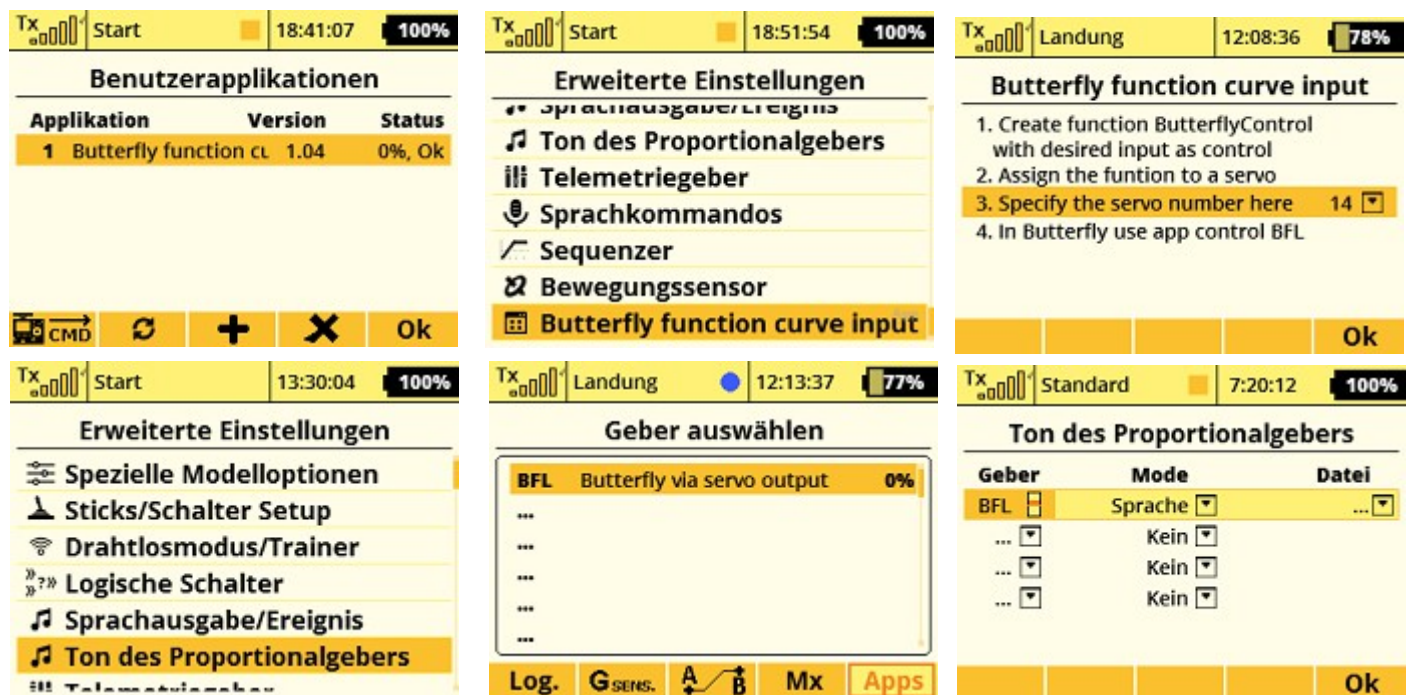 Tx Start 18:41:07 100%
Benutzerapplikationen
Applikation Version Status
1 Butterfly function cu 1.04 0%, Ok
CMD Ok
Tx Start 18:51:54 100%
Erweiterte Einstellungen
Sprachausgabe/Ereignis
Ton des Proportionalgebers
Telemetriegeber
Sprachkommandos
Sequenzer
Bewegungssensor
Butterfly function curve input
Tx Landung 12:08:36 78%
Butterfly function curve input
1. Create function ButterflyControl
with desired input as control
2. Assign the funtion to a servo
3. Specify the servo number here 14
4. In Butterfly use app control BFL
Ok
Tx Start 13:30:04 100%
Erweiterte Einstellungen
Spezielle Modelloptionen
Sticks/Schalter Setup
Drahtlosmodus/Trainer
»?» Logische Schalter
Sprachausgabe/Ereignis
Ton des Proportionalgebers
Telemetriegeber
Tx Landung 12:13:37 77%
Geber auswählen
BFL Butterfly via servo output 0%
...
...
...
...
...
Log. G SENS. A B Mx Apps
Tx Standard 7:20:12 100%
Ton des Proportionalgebers
Geber Mode Datei
BFL Sprache ...
... Kein
... Kein
... Kein
Ok